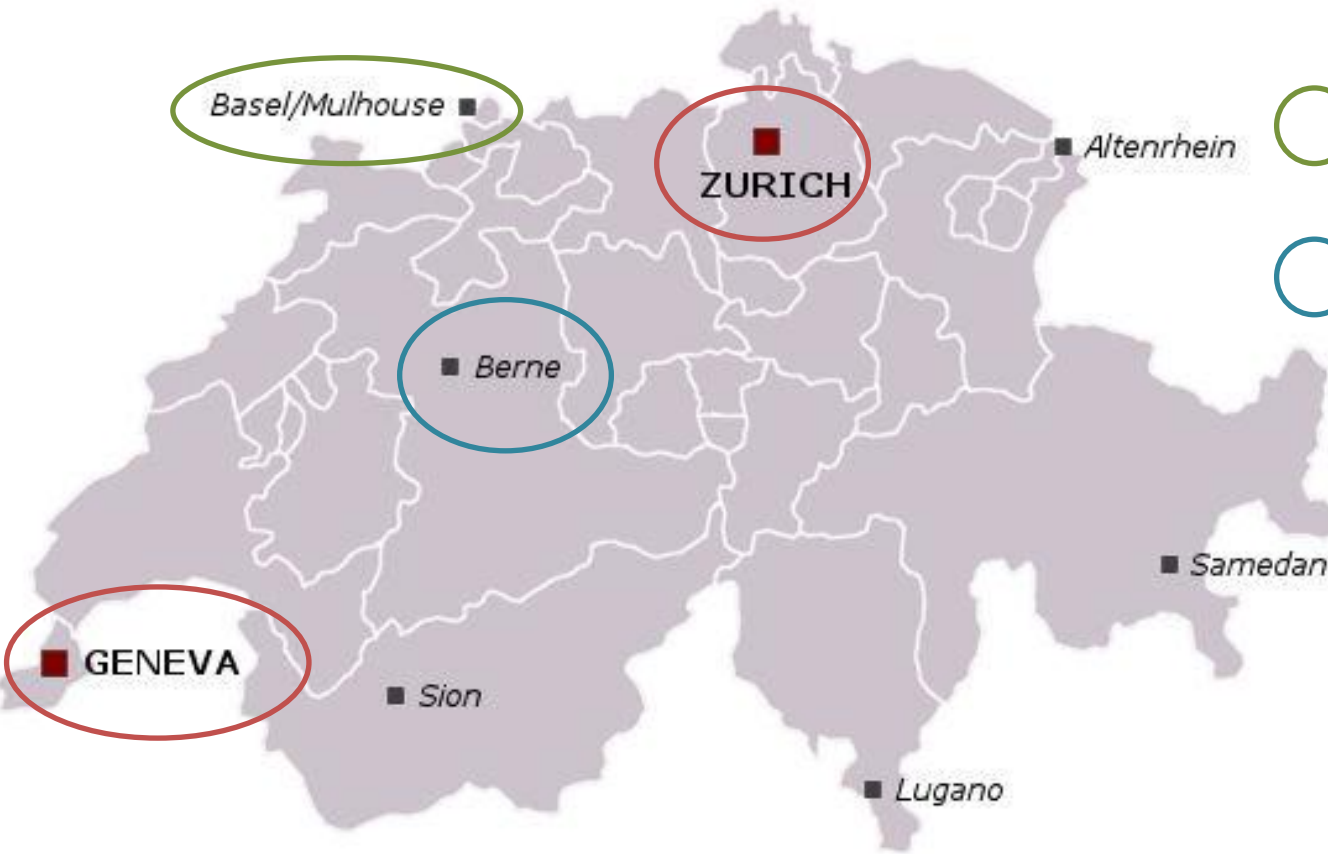 Basel/Mulhouse
Altenrhein
ZURICH
Berne
Samedan
GENEVA
Sion
Lugano